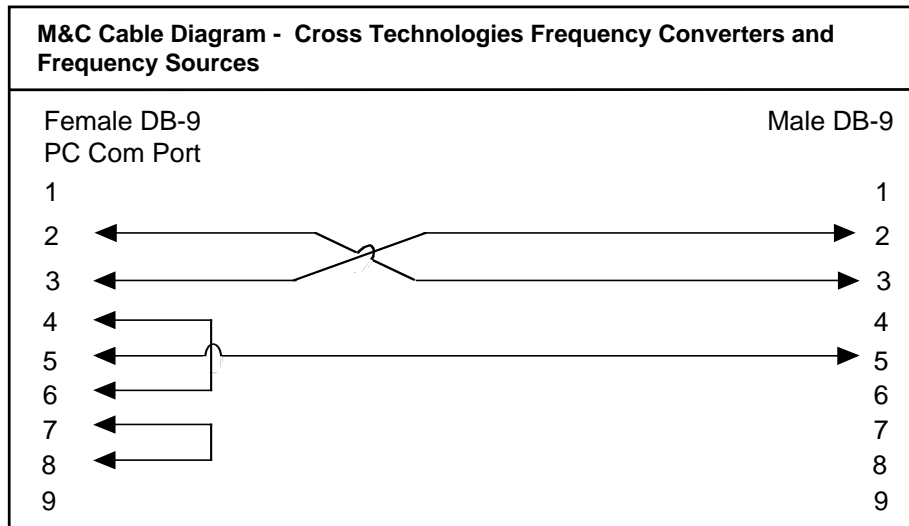 M&C Cable Diagram - Cross Technologies Frequency Converters and
Frequency Sources
Female DB-9 Male DB-9
PC Com Port
1 1
2 2
3 3
4 4
5 5
6 6
7 7
8 8
9 9